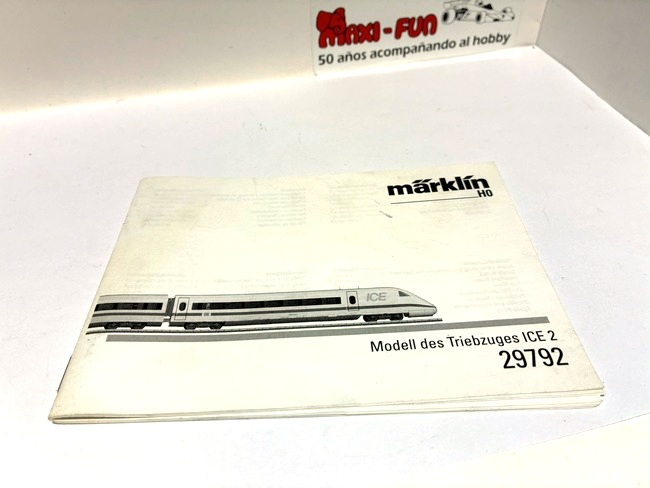 MAXI-FUN
50 años acompañando al hobby
märklin
H0
ICE
Modell des Triebzuges ICE 2
29792